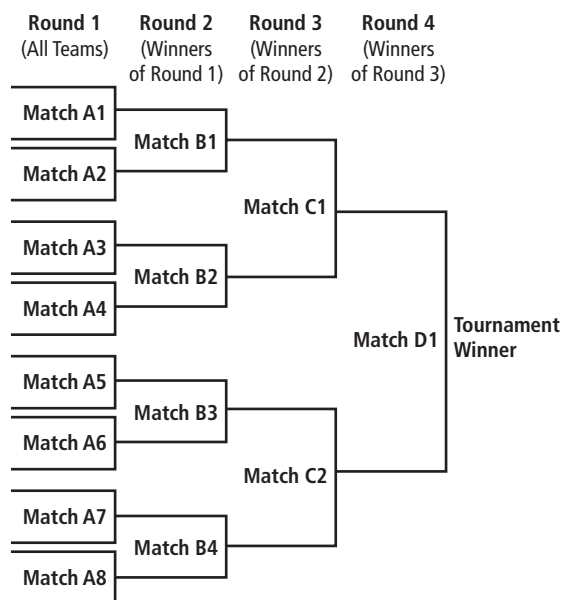 Round 1
(All Teams)
Round 2
(Winners
of Round 1)
Round 3
(Winners
of Round 2)
Round 4
(Winners
of Round 3)
Match A1
Match A2
Match A3
Match A4
Match A5
Match A6
Match A7
Match A8
Match B1
Match B2
Match B3
Match B4
Match C1
Match C2
Match D1
Tournament
Winner